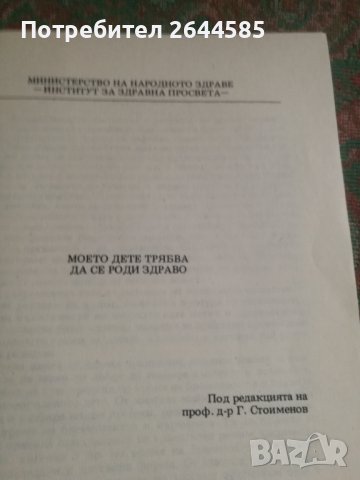 Потребител 2644585
МИНИСТЕРСТВО НА НАРОДНОТО ЗДРАВЕ
—ИНСТИТУТ ЗА ЗДРАВНА ПРОСВЕТА—
МОЕТО ДЕТЕ ТРЯБВА
ДА СЕ РОДИ ЗДРАВО
Под редакцията на
проф. д-р Г. Стоименов
BAZAR